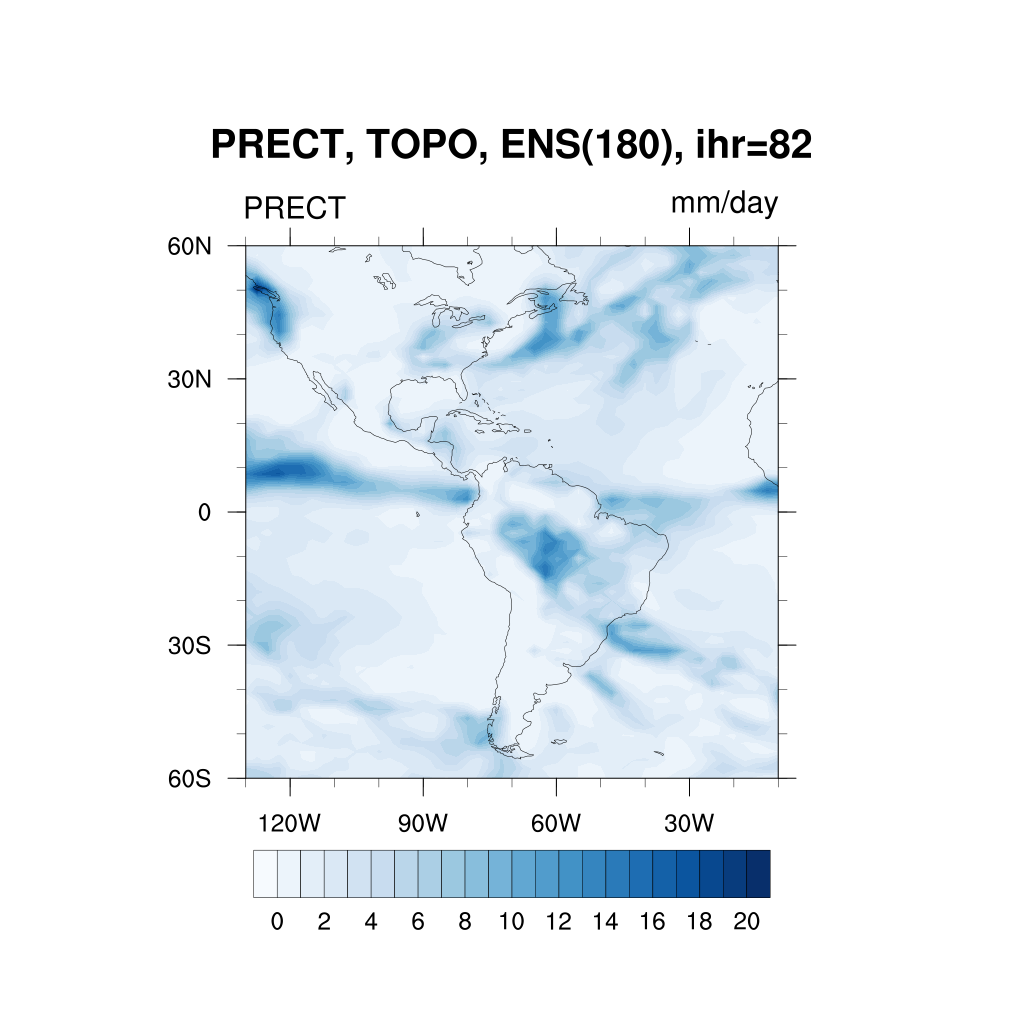 PRECT, TOPO, ENS(180), ihr=82
PRECT mm/day
60N
30N
0
30S
60S
120W 90W 60W 30W
0 2 4 6 8 10 12 14 16 18 20